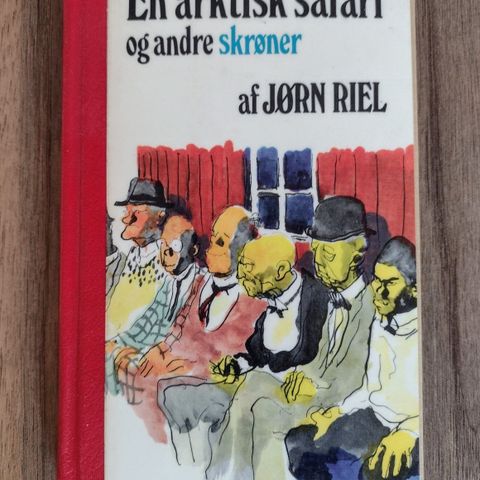 En arktisk safari
og andre skrøner
af JØRN RIEL